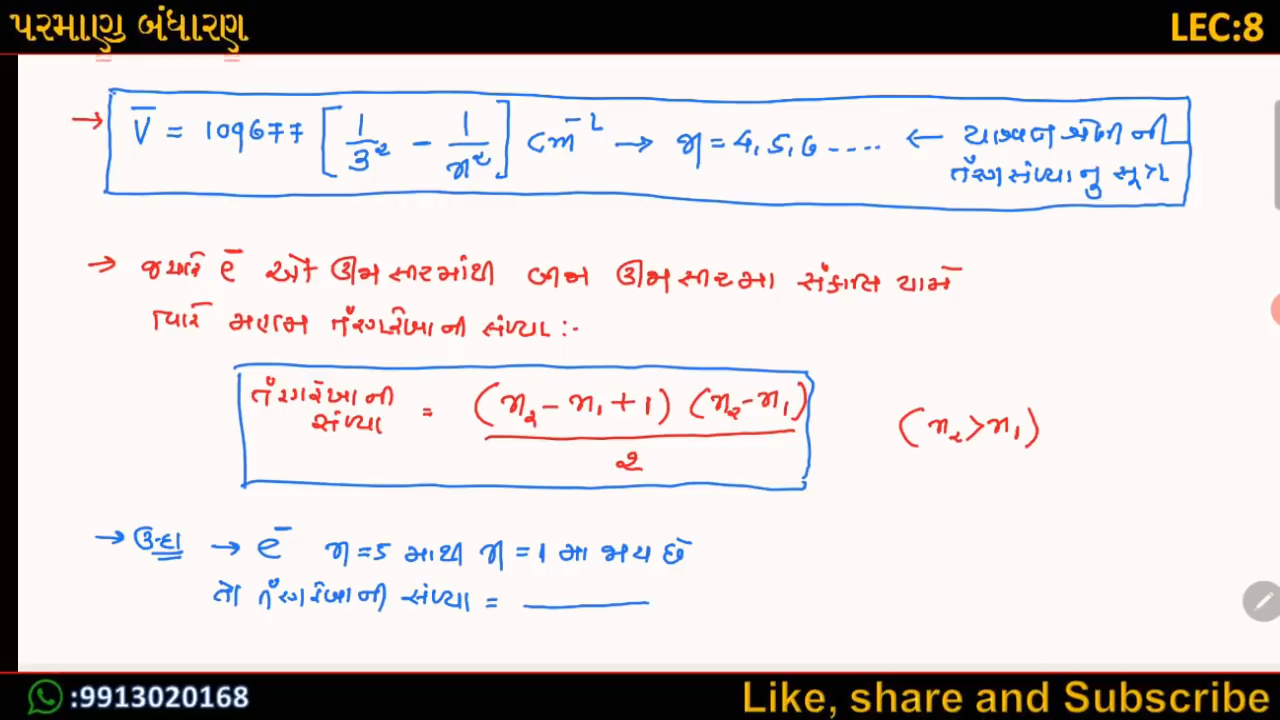 પરમાણુ બંધારણ
LEC:8
→ V̅ = 109677 [1/3² − 1/n²] cm⁻¹ → n = 4,5,6 .... ← પાશ્વન શ્રેણી ની
તરંગસંખ્યાનુ સૂત્ર
→ જ્યારે e⁻ એક ઊર્જા સ્તરમાંથી બીજા ઊર્જા સ્તરમા સંક્રાંતિ પામે
ત્યારે મળતી તરંગરેખાની સંખ્યા :-
તરંગરેખાની
સંખ્યા = (n₂ − n₁ + 1) (n₂ − n₁) / 2 (n₂ > n₁)
→ ઉદા → e⁻ n = 5 માથી n = 1 મા જાય છે
તો તરંગરેખાની સંખ્યા = ______
:9913020168
Like, share and Subscribe